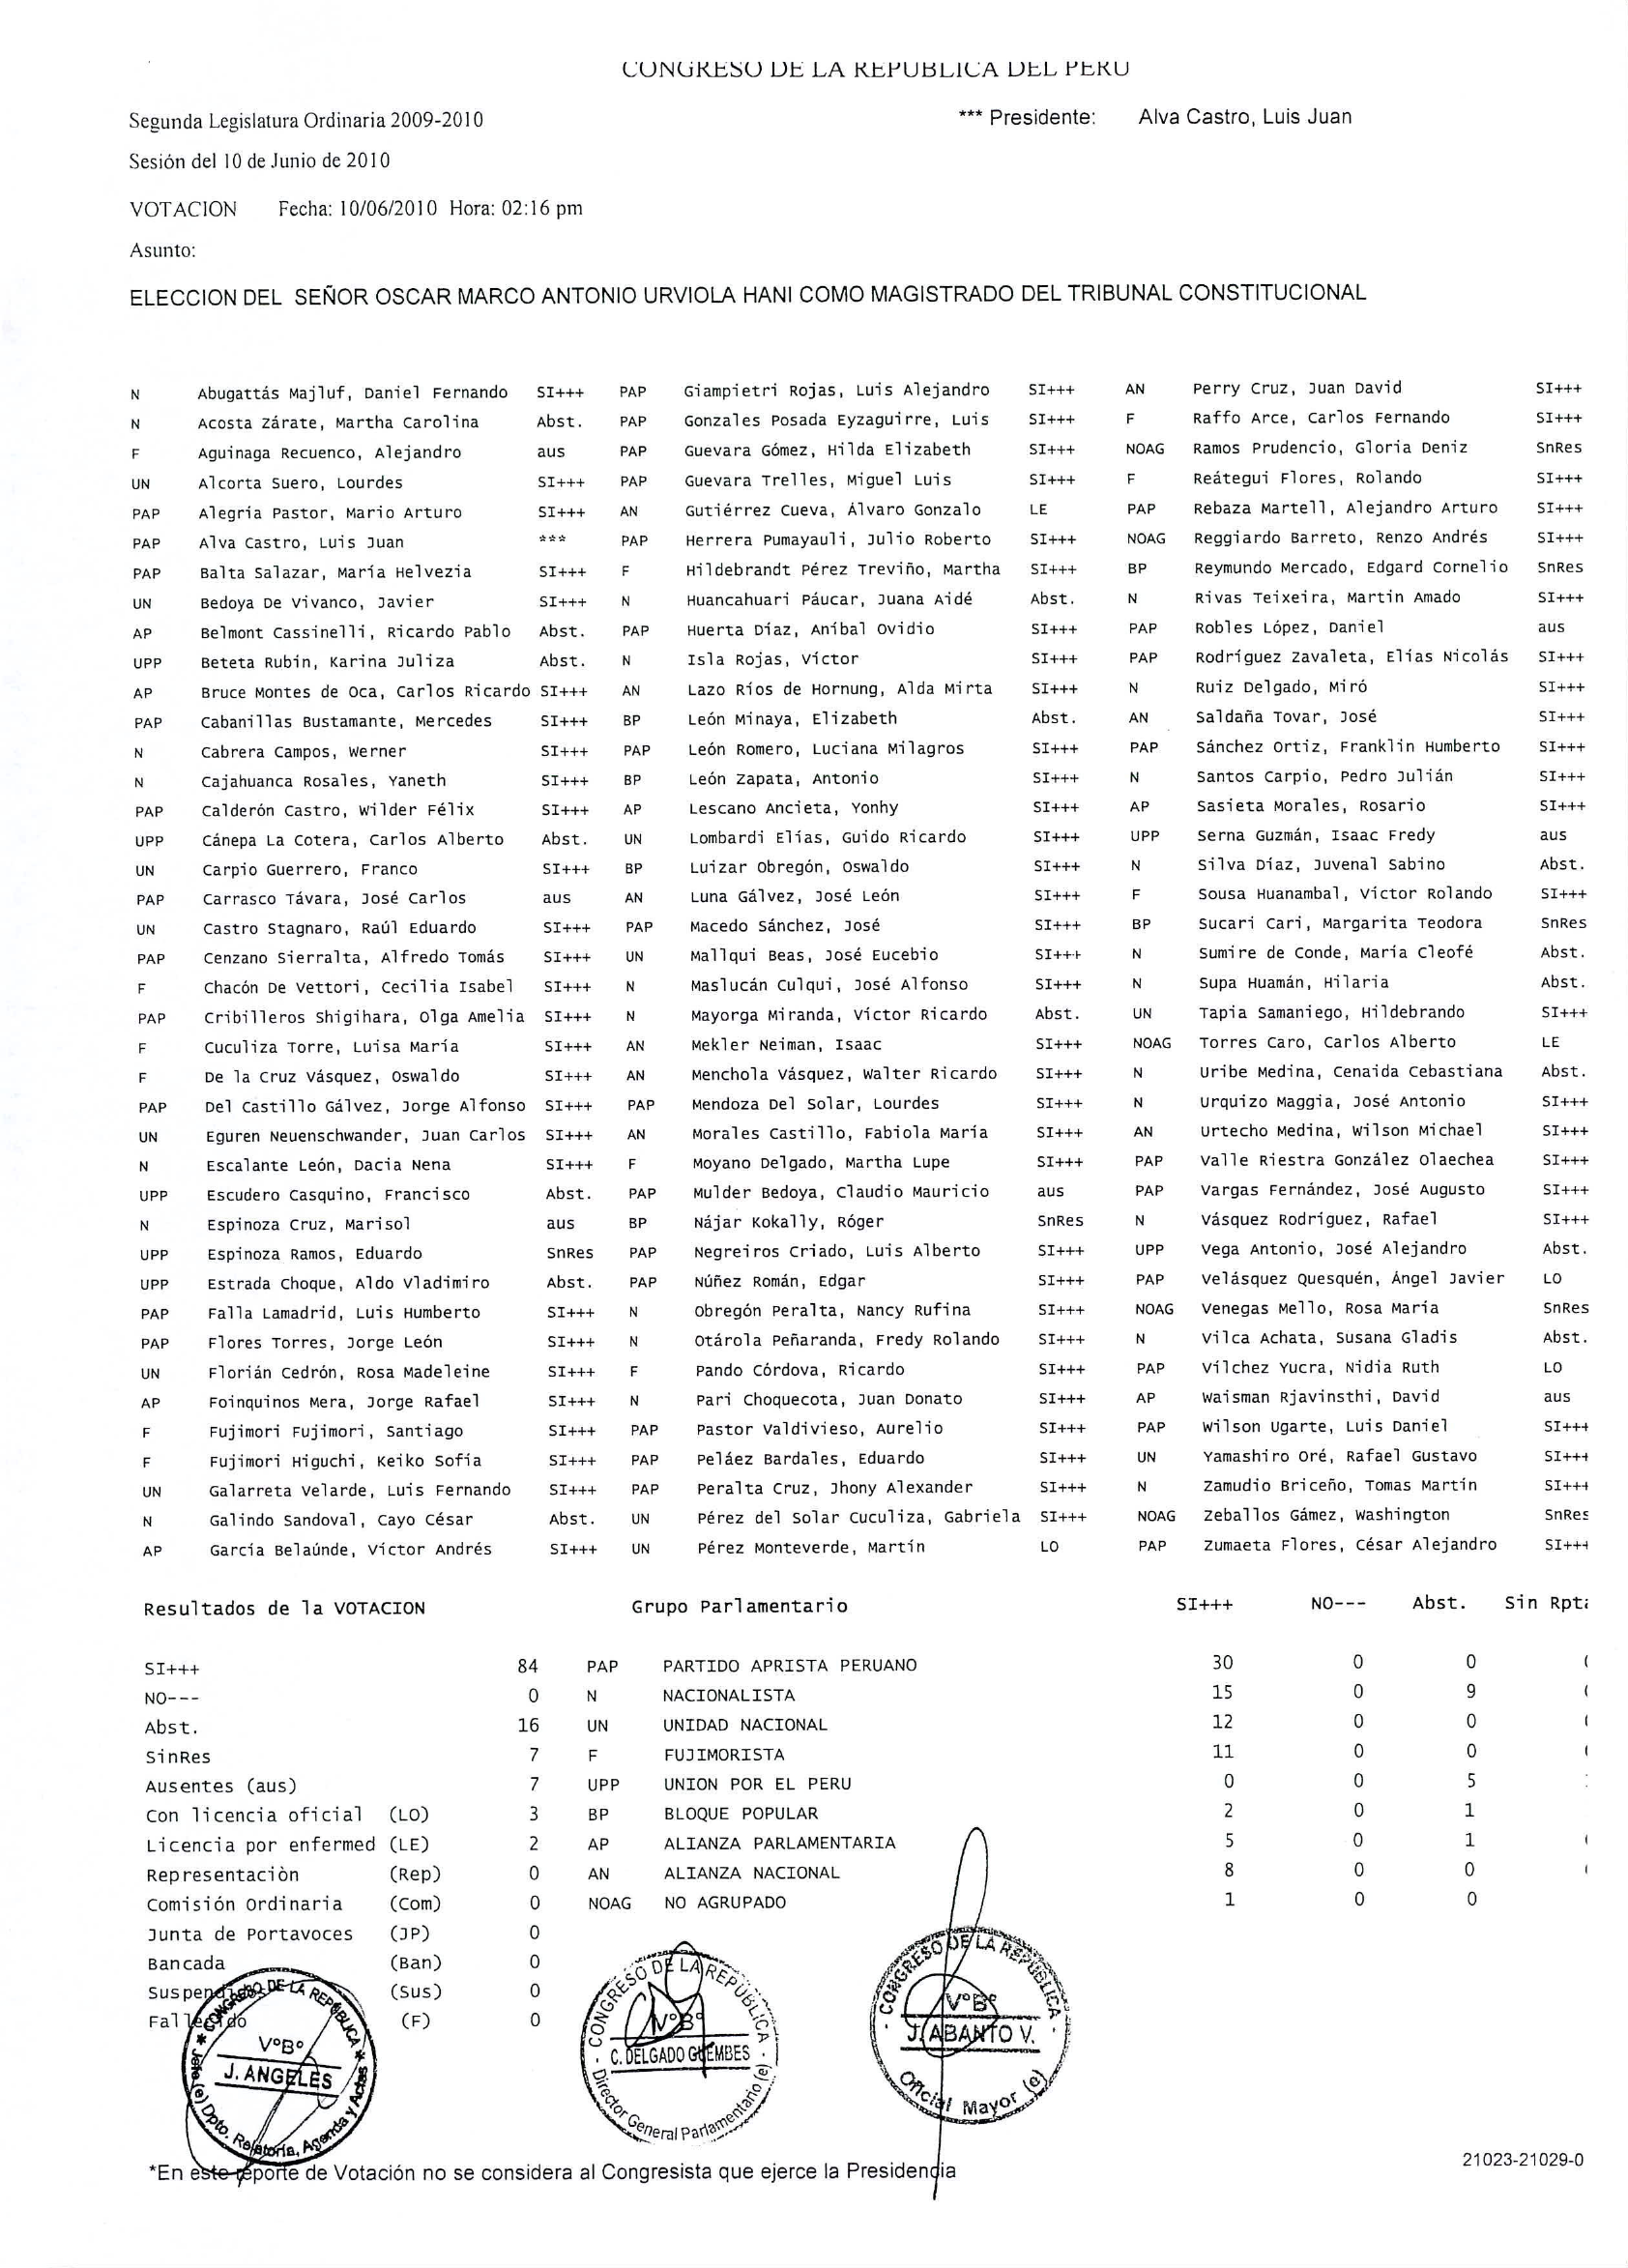 CONGRESO DE LA REPUBLICA DEL PERU
Segunda Legislatura Ordinaria 2009-2010 *** Presidente: Alva Castro, Luis Juan
Sesión del 10 de Junio de 2010
VOTACION Fecha: 10/06/2010 Hora: 02:16 pm
Asunto:
ELECCION DEL SEÑOR OSCAR MARCO ANTONIO URVIOLA HANI COMO MAGISTRADO DEL TRIBUNAL CONSTITUCIONAL
N Abugattás Majluf, Daniel Fernando SI+++ PAP Giampietri Rojas, Luis Alejandro SI+++ AN Perry Cruz, Juan David SI+++
N Acosta Zárate, Martha Carolina Abst. PAP Gonzales Posada Eyzaguirre, Luis SI+++ F Raffo Arce, Carlos Fernando SI+++
F Aguinaga Recuenco, Alejandro aus PAP Guevara Gómez, Hilda Elizabeth SI+++ NOAG Ramos Prudencio, Gloria Deniz SnRes
UN Alcorta Suero, Lourdes SI+++ PAP Guevara Trelles, Miguel Luis SI+++ F Reátegui Flores, Rolando SI+++
PAP Alegría Pastor, Mario Arturo SI+++ AN Gutiérrez Cueva, Álvaro Gonzalo LE PAP Rebaza Martell, Alejandro Arturo SI+++
PAP Alva Castro, Luis Juan *** PAP Herrera Pumayauli, Julio Roberto SI+++ NOAG Reggiardo Barreto, Renzo Andrés SI+++
PAP Balta Salazar, María Helvezia SI+++ F Hildebrandt Pérez Treviño, Martha SI+++ BP Reymundo Mercado, Edgard Cornelio SnRes
UN Bedoya De Vivanco, Javier SI+++ N Huancahuari Páucar, Juana Aidé Abst. N Rivas Teixeira, Martin Amado SI+++
AP Belmont Cassinelli, Ricardo Pablo Abst. PAP Huerta Díaz, Aníbal Ovidio SI+++ PAP Robles López, Daniel aus
UPP Beteta Rubín, Karina Juliza Abst. N Isla Rojas, Víctor SI+++ PAP Rodríguez Zavaleta, Elías Nicolás SI+++
AP Bruce Montes de Oca, Carlos Ricardo SI+++ AN Lazo Ríos de Hornung, Alda Mirta SI+++ N Ruiz Delgado, Miró SI+++
PAP Cabanillas Bustamante, Mercedes SI+++ BP León Minaya, Elizabeth Abst. AN Saldaña Tovar, José SI+++
N Cabrera Campos, Werner SI+++ PAP León Romero, Luciana Milagros SI+++ PAP Sánchez Ortiz, Franklin Humberto SI+++
N Cajahuanca Rosales, Yaneth SI+++ BP León Zapata, Antonio SI+++ N Santos Carpio, Pedro Julián SI+++
PAP Calderón Castro, Wilder Félix SI+++ AP Lescano Ancieta, Yonhy SI+++ AP Sasieta Morales, Rosario SI+++
UPP Cánepa La Cotera, Carlos Alberto Abst. UN Lombardi Elías, Guido Ricardo SI+++ UPP Serna Guzmán, Isaac Fredy aus
UN Carpio Guerrero, Franco SI+++ BP Luizar Obregón, Oswaldo SI+++ N Silva Díaz, Juvenal Sabino Abst.
PAP Carrasco Távara, José Carlos aus AN Luna Gálvez, José León SI+++ F Sousa Huanambal, Víctor Rolando SI+++
UN Castro Stagnaro, Raúl Eduardo SI+++ PAP Macedo Sánchez, José SI+++ BP Sucari Cari, Margarita Teodora SnRes
PAP Cenzano Sierralta, Alfredo Tomás SI+++ UN Mallqui Beas, José Eucebio SI+++ N Sumire de Conde, María Cleofé Abst.
F Chacón De Vettori, Cecilia Isabel SI+++ N Maslucán Culqui, José Alfonso SI+++ N Supa Huamán, Hilaria Abst.
PAP Cribilleros Shigihara, Olga Amelia SI+++ N Mayorga Miranda, Víctor Ricardo Abst. UN Tapia Samaniego, Hildebrando SI+++
F Cuculiza Torre, Luisa María SI+++ AN Mekler Neiman, Isaac SI+++ NOAG Torres Caro, Carlos Alberto LE
F De la Cruz Vásquez, Oswaldo SI+++ AN Menchola Vásquez, Walter Ricardo SI+++ N Uribe Medina, Cenaida Cebastiana Abst.
PAP Del Castillo Gálvez, Jorge Alfonso SI+++ PAP Mendoza Del Solar, Lourdes SI+++ N Urquizo Maggia, José Antonio SI+++
UN Eguren Neuenschwander, Juan Carlos SI+++ AN Morales Castillo, Fabiola María SI+++ AN Urtecho Medina, Wilson Michael SI+++
N Escalante León, Dacia Nena SI+++ F Moyano Delgado, Martha Lupe SI+++ PAP Valle Riestra González Olaechea SI+++
UPP Escudero Casquino, Francisco Abst. PAP Mulder Bedoya, Claudio Mauricio aus PAP Vargas Fernández, José Augusto SI+++
N Espinoza Cruz, Marisol aus BP Nájar Kokally, Róger SnRes N Vásquez Rodríguez, Rafael SI+++
UPP Espinoza Ramos, Eduardo SnRes PAP Negreiros Criado, Luis Alberto SI+++ UPP Vega Antonio, José Alejandro Abst.
UPP Estrada Choque, Aldo Vladimiro Abst. PAP Núñez Román, Edgar SI+++ PAP Velásquez Quesquén, Ángel Javier LO
PAP Falla Lamadrid, Luis Humberto SI+++ N Obregón Peralta, Nancy Rufina SI+++ NOAG Venegas Mello, Rosa María SnRes
PAP Flores Torres, Jorge León SI+++ N Otárola Peñaranda, Fredy Rolando SI+++ N Vilca Achata, Susana Gladis Abst.
UN Florián Cedrón, Rosa Madeleine SI+++ F Pando Córdova, Ricardo SI+++ PAP Vílchez Yucra, Nidia Ruth LO
AP Foinquinos Mera, Jorge Rafael SI+++ N Pari Choquecota, Juan Donato SI+++ AP Waisman Rjavinsthi, David aus
F Fujimori Fujimori, Santiago SI+++ PAP Pastor Valdivieso, Aurelio SI+++ PAP Wilson Ugarte, Luis Daniel SI+++
F Fujimori Higuchi, Keiko Sofía SI+++ PAP Peláez Bardales, Eduardo SI+++ UN Yamashiro Oré, Rafael Gustavo SI+++
UN Galarreta Velarde, Luis Fernando SI+++ PAP Peralta Cruz, Jhony Alexander SI+++ N Zamudio Briceño, Tomas Martín SI+++
N Galindo Sandoval, Cayo César Abst. UN Pérez del Solar Cuculiza, Gabriela SI+++ NOAG Zeballos Gámez, Washington SnRes
AP García Belaúnde, Víctor Andrés SI+++ UN Pérez Monteverde, Martín LO PAP Zumaeta Flores, César Alejandro SI+++
Resultados de la VOTACION Grupo Parlamentario SI+++ NO--- Abst. Sin
SI+++ 84 PAP PARTIDO APRISTA PERUANO 30 0 0
NO--- 0 N NACIONALISTA 15 0 9
Abst. 16 UN UNIDAD NACIONAL 12 0 0
SinRes 7 F FUJIMORISTA 11 0 0
Ausentes (aus) 7 UPP UNION POR EL PERU 0 0 5
Con licencia oficial (LO) 3 BP BLOQUE POPULAR 2 0 1
Licencia por enfermed (LE) 2 AP ALIANZA PARLAMENTARIA 5 0 1
Representaciòn (Rep) 0 AN ALIANZA NACIONAL 8 0 0
Comisión Ordinaria (Com) 0 NOAG NO AGRUPADO 1 0 0
Junta de Portavoces (JP) 0
Bancada (Ban) 0
(Sus) 0
(F) 0
* CONGRESO DE LA REPÚBLICA *
VºBº
J. ANGELES
Jefe (e) Dpto. Relatoría, Agenda y Actas
- CONGRESO DE LA REPÚBLICA -
VºBº
C. DELGADO GUEMBES
Director General Parlamentario (e)
- CONGRESO DE LA REPÚBLICA -
VºBº
J. ABANTO V.
Oficial Mayor (e)
*En este reporte de Votación no se considera al Congresista que ejerce la Presidencia
21023-21029-0